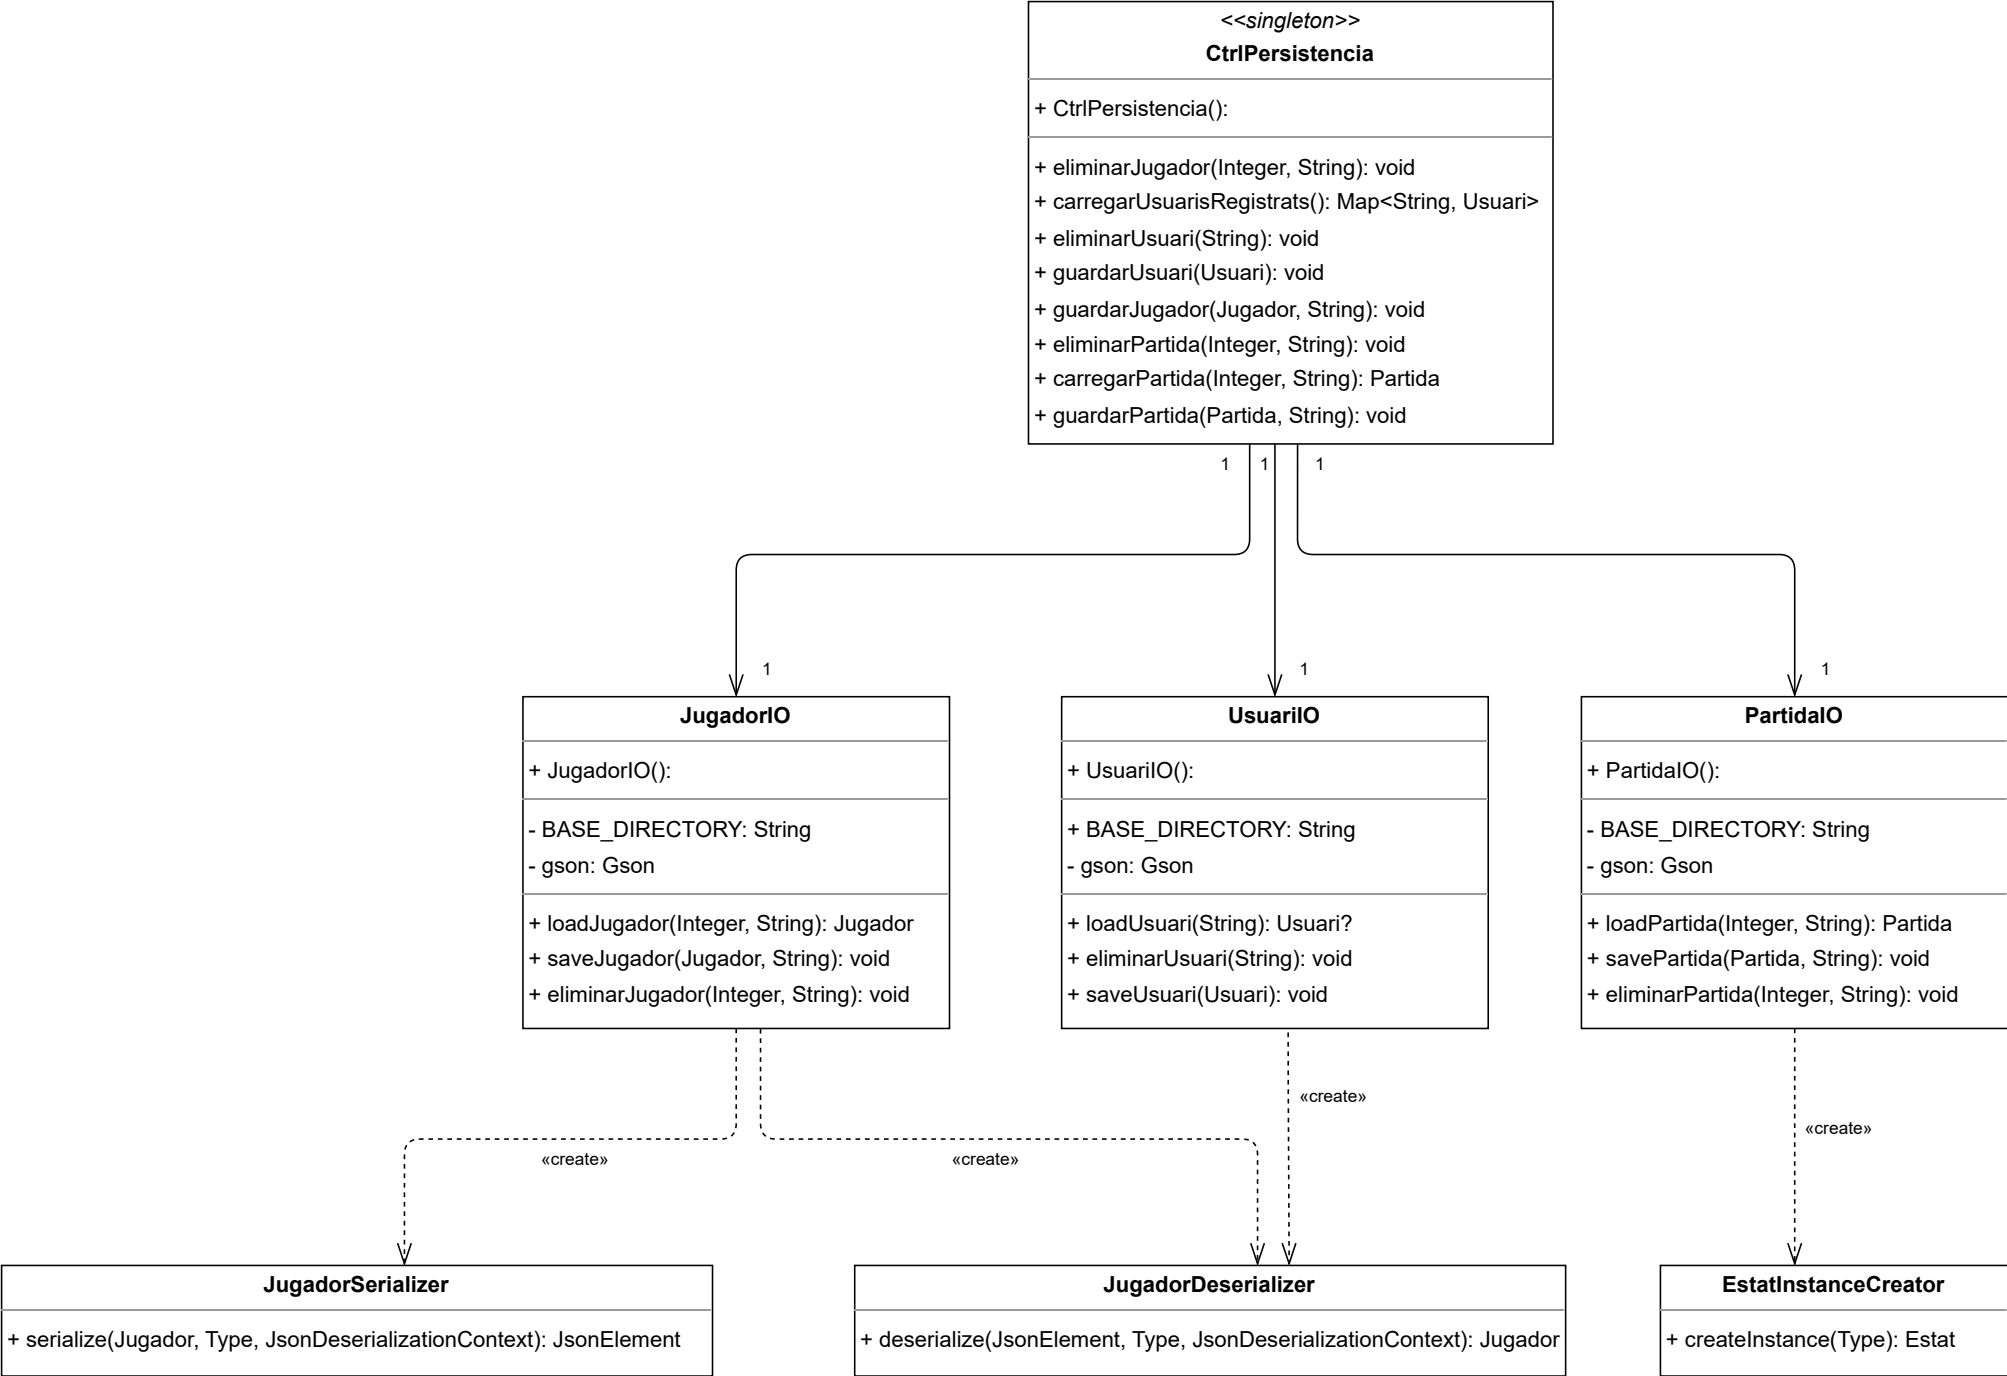 <<singleton>>
CtrlPersistencia
+ CtrlPersistencia():
+ eliminarJugador(Integer, String): void
+ carregarUsuarisRegistrats(): Map<String, Usuari>
+ eliminarUsuari(String): void
+ guardarUsuari(Usuari): void
+ guardarJugador(Jugador, String): void
+ eliminarPartida(Integer, String): void
+ carregarPartida(Integer, String): Partida
+ guardarPartida(Partida, String): void
1
1
1
1
1
1
JugadorIO
+ JugadorIO():
- BASE_DIRECTORY: String
- gson: Gson
+ loadJugador(Integer, String): Jugador
+ saveJugador(Jugador, String): void
+ eliminarJugador(Integer, String): void
UsuariIO
+ UsuariIO():
+ BASE_DIRECTORY: String
- gson: Gson
+ loadUsuari(String): Usuari?
+ eliminarUsuari(String): void
+ saveUsuari(Usuari): void
PartidaIO
+ PartidaIO():
- BASE_DIRECTORY: String
- gson: Gson
+ loadPartida(Integer, String): Partida
+ savePartida(Partida, String): void
+ eliminarPartida(Integer, String): void
«create»
«create»
«create»
«create»
JugadorSerializer
+ serialize(Jugador, Type, JsonDeserializationContext): JsonElement
JugadorDeserializer
+ deserialize(JsonElement, Type, JsonDeserializationContext): Jugador
EstatInstanceCreator
+ createInstance(Type): Estat